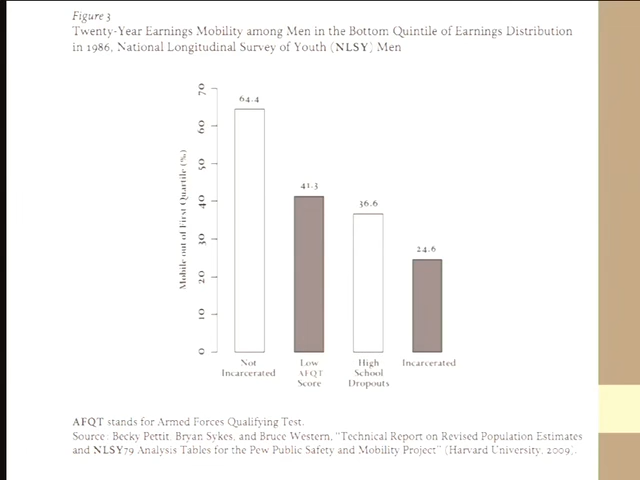 Figure 3
Twenty-Year Earnings Mobility among Men in the Bottom Quintile of Earnings Distribution
in 1986, National Longitudinal Survey of Youth (NLSY) Men
Mobile out of First Quartile (%)
70
60
50
40
30
20
10
0
64.4
41.3
36.6
24.6
Not
Incarcerated
Low
AFQT
Score
High
School
Dropouts
Incarcerated
AFQT stands for Armed Forces Qualifying Test.
Source: Becky Pettit, Bryan Sykes, and Bruce Western, "Technical Report on Revised Population Estimates
and NLSY79 Analysis Tables for the Pew Public Safety and Mobility Project" (Harvard University, 2009).